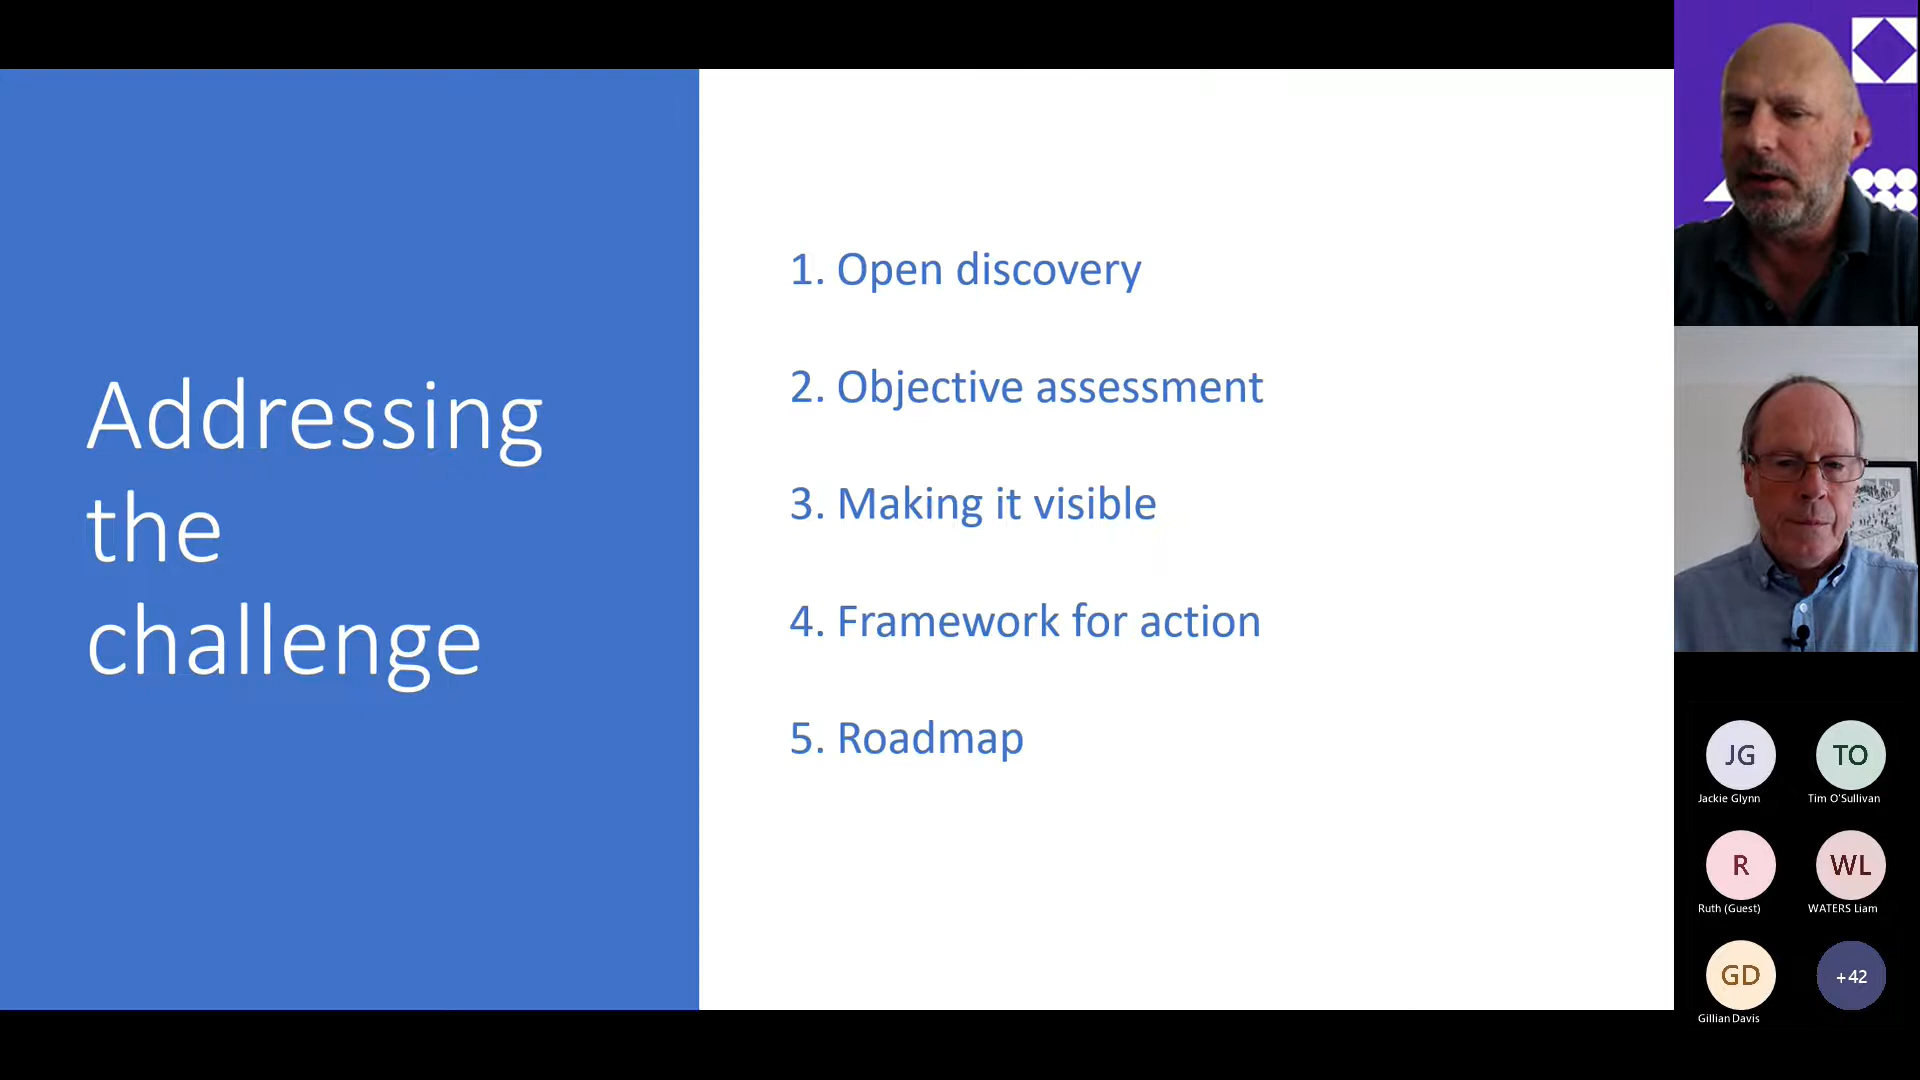 Addressing
the
challenge
1. Open discovery
2. Objective assessment
3. Making it visible
4. Framework for action
5. Roadmap
JG
TO
Jackie Glynn
Tim O'Sullivan
R
WL
Ruth (Guest)
WATERS Liam
GD
+42
Gillian Davis